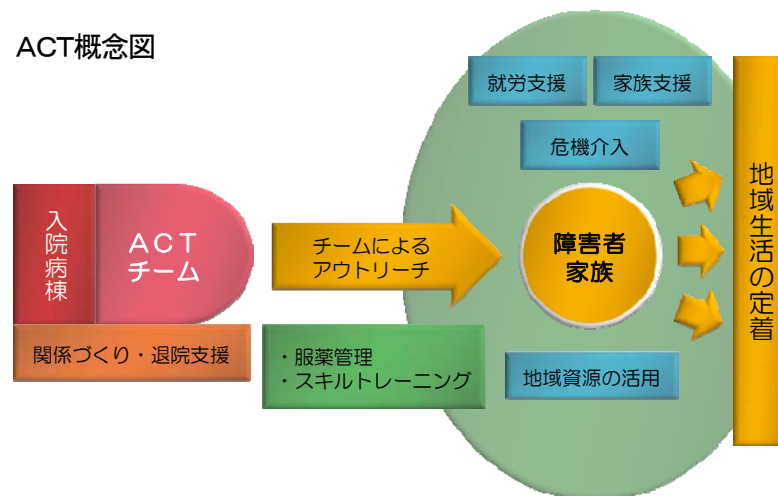 ACT概念図
就労支援
家族支援
危機介入
入院病棟
ACT
チーム
チームによる
アウトリーチ
障害者
家族
地域生活の定着
関係づくり・退院支援
・服薬管理
・スキルトレーニング
地域資源の活用